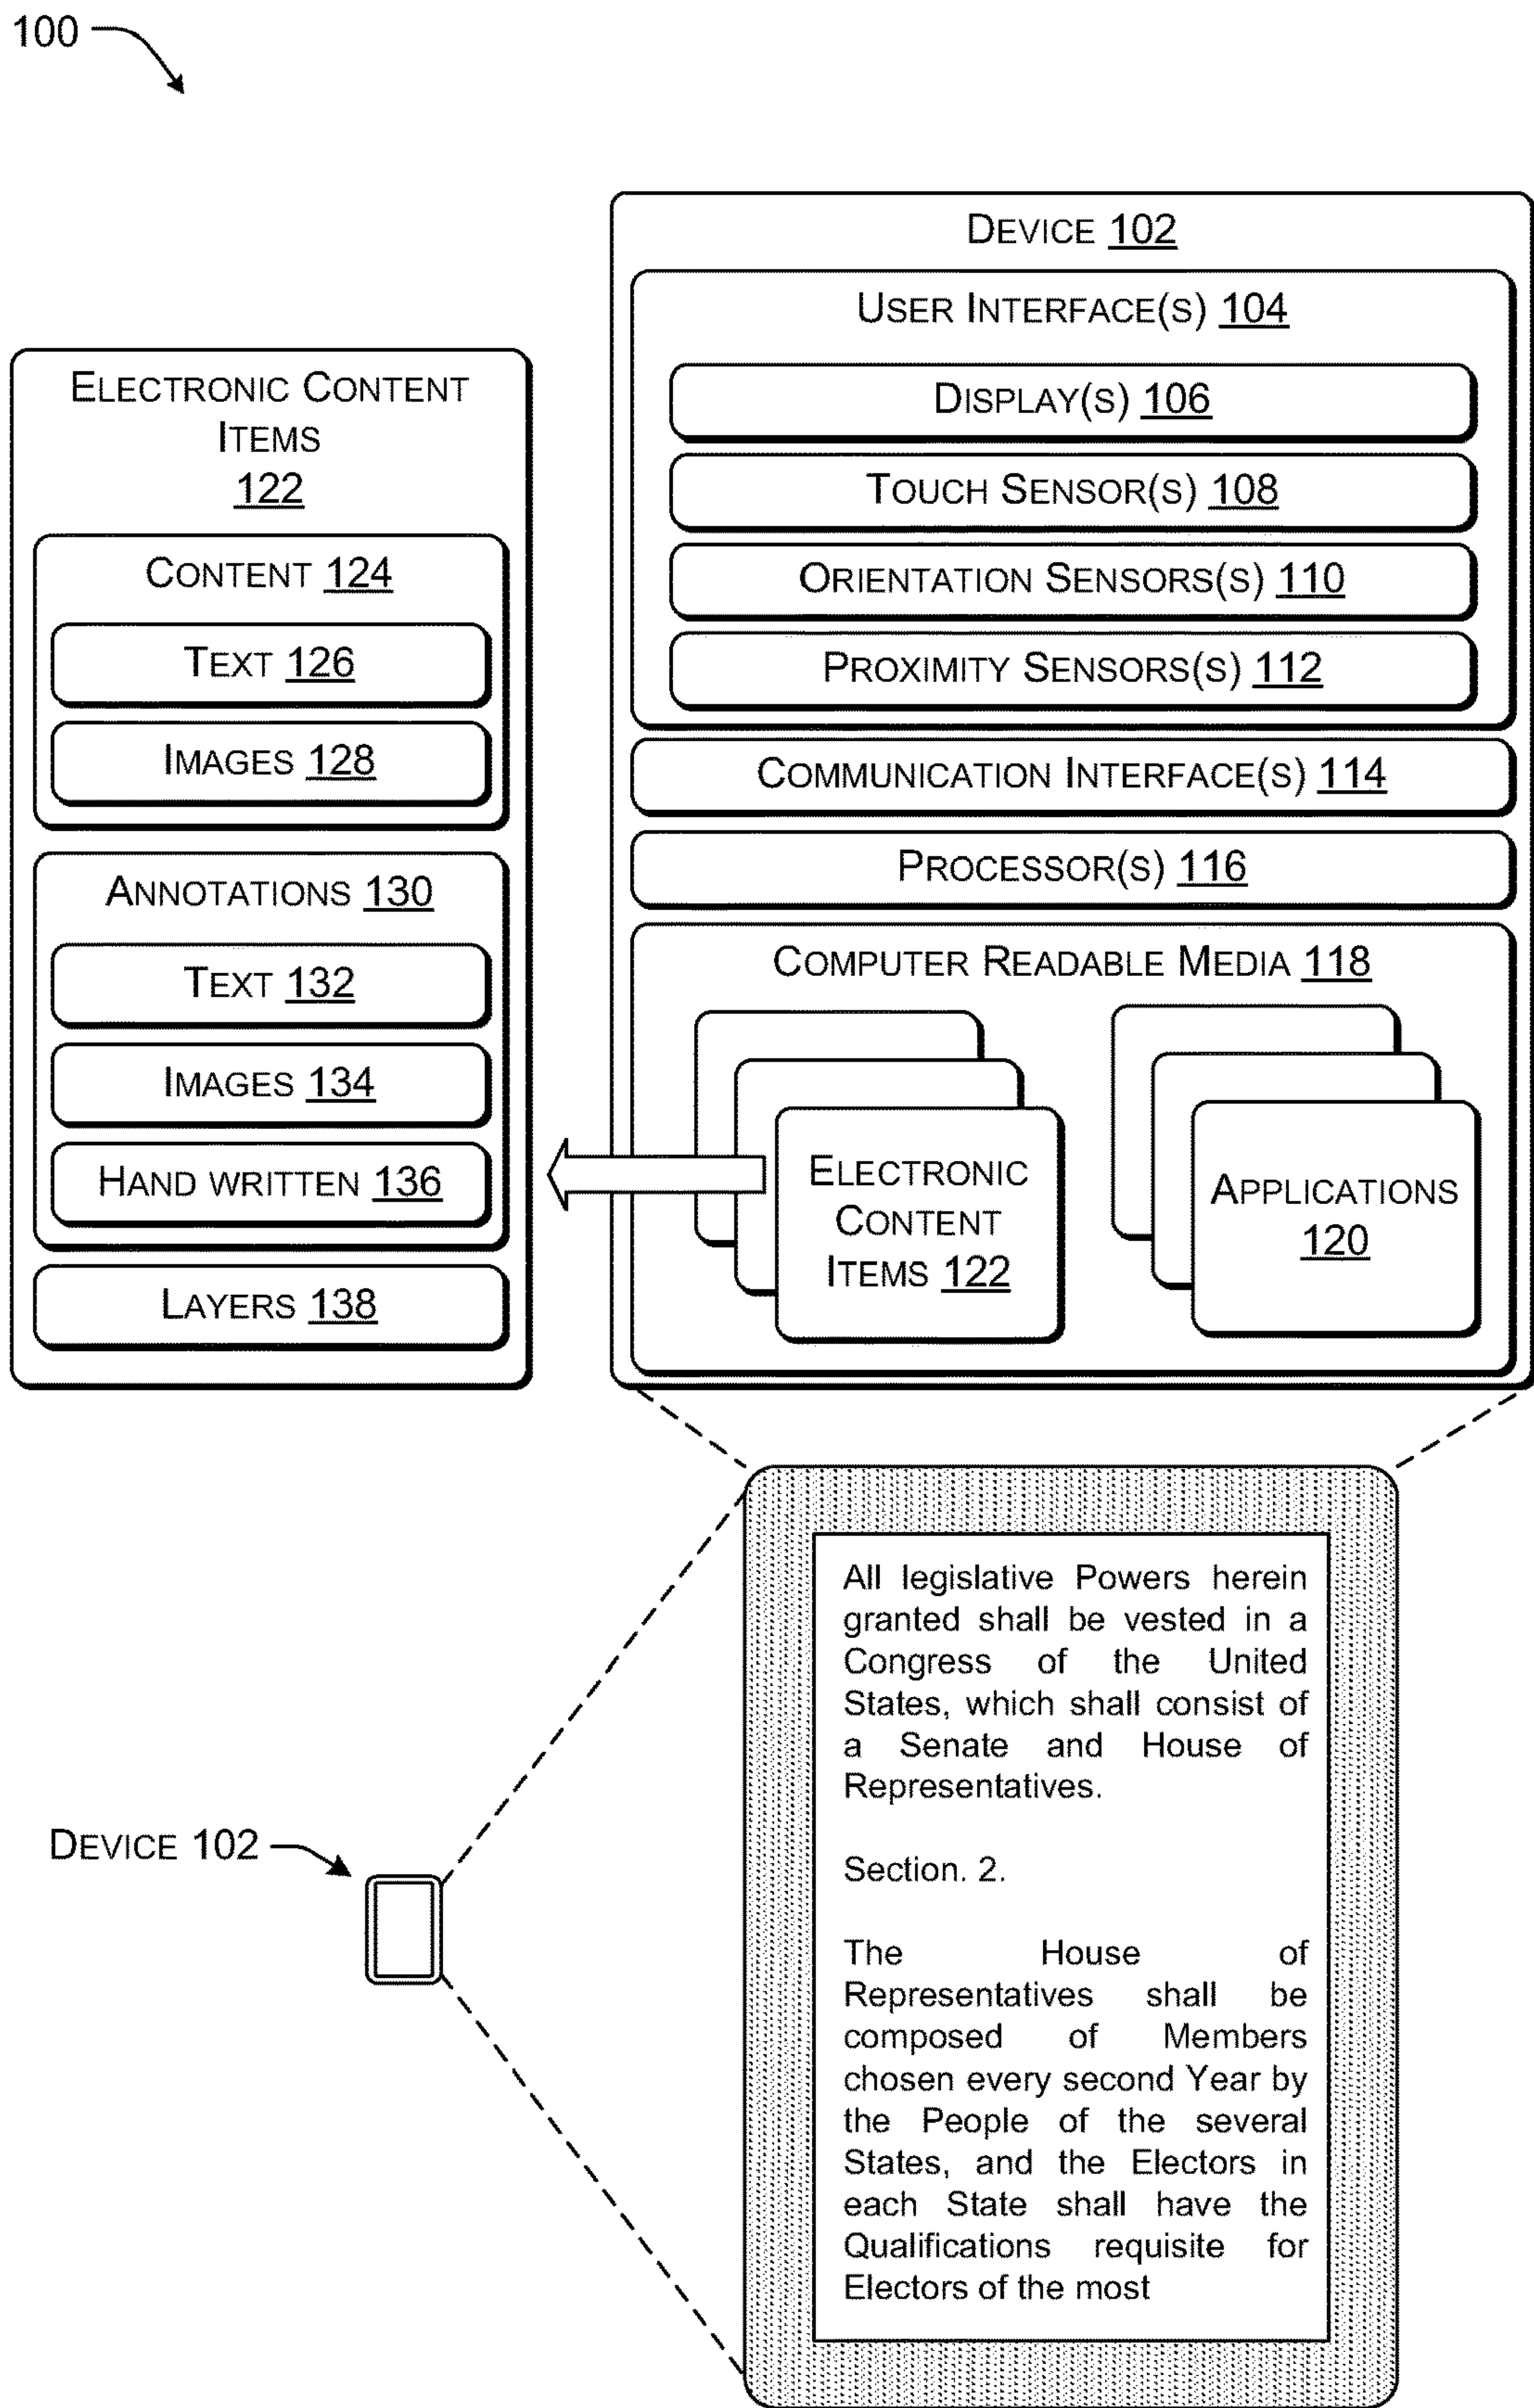 100
DEVICE 102
USER INTERFACE(S) 104
DISPLAY(S) 106
TOUCH SENSOR(S) 108
ORIENTATION SENSORS(S) 110
PROXIMITY SENSORS(S) 112
COMMUNICATION INTERFACE(S) 114
PROCESSOR(S) 116
COMPUTER READABLE MEDIA 118
ELECTRONIC
CONTENT
ITEMS 122
APPLICATIONS
120
ELECTRONIC CONTENT
ITEMS
122
CONTENT 124
TEXT 126
IMAGES 128
ANNOTATIONS 130
TEXT 132
IMAGES 134
HAND WRITTEN 136
LAYERS 138
DEVICE 102
All legislative Powers herein
granted shall be vested in a
Congress of the United
States, which shall consist of
a Senate and House of
Representatives.
Section. 2.
The House of
Representatives shall be
composed of Members
chosen every second Year by
the People of the several
States, and the Electors in
each State shall have the
Qualifications requisite for
Electors of the most